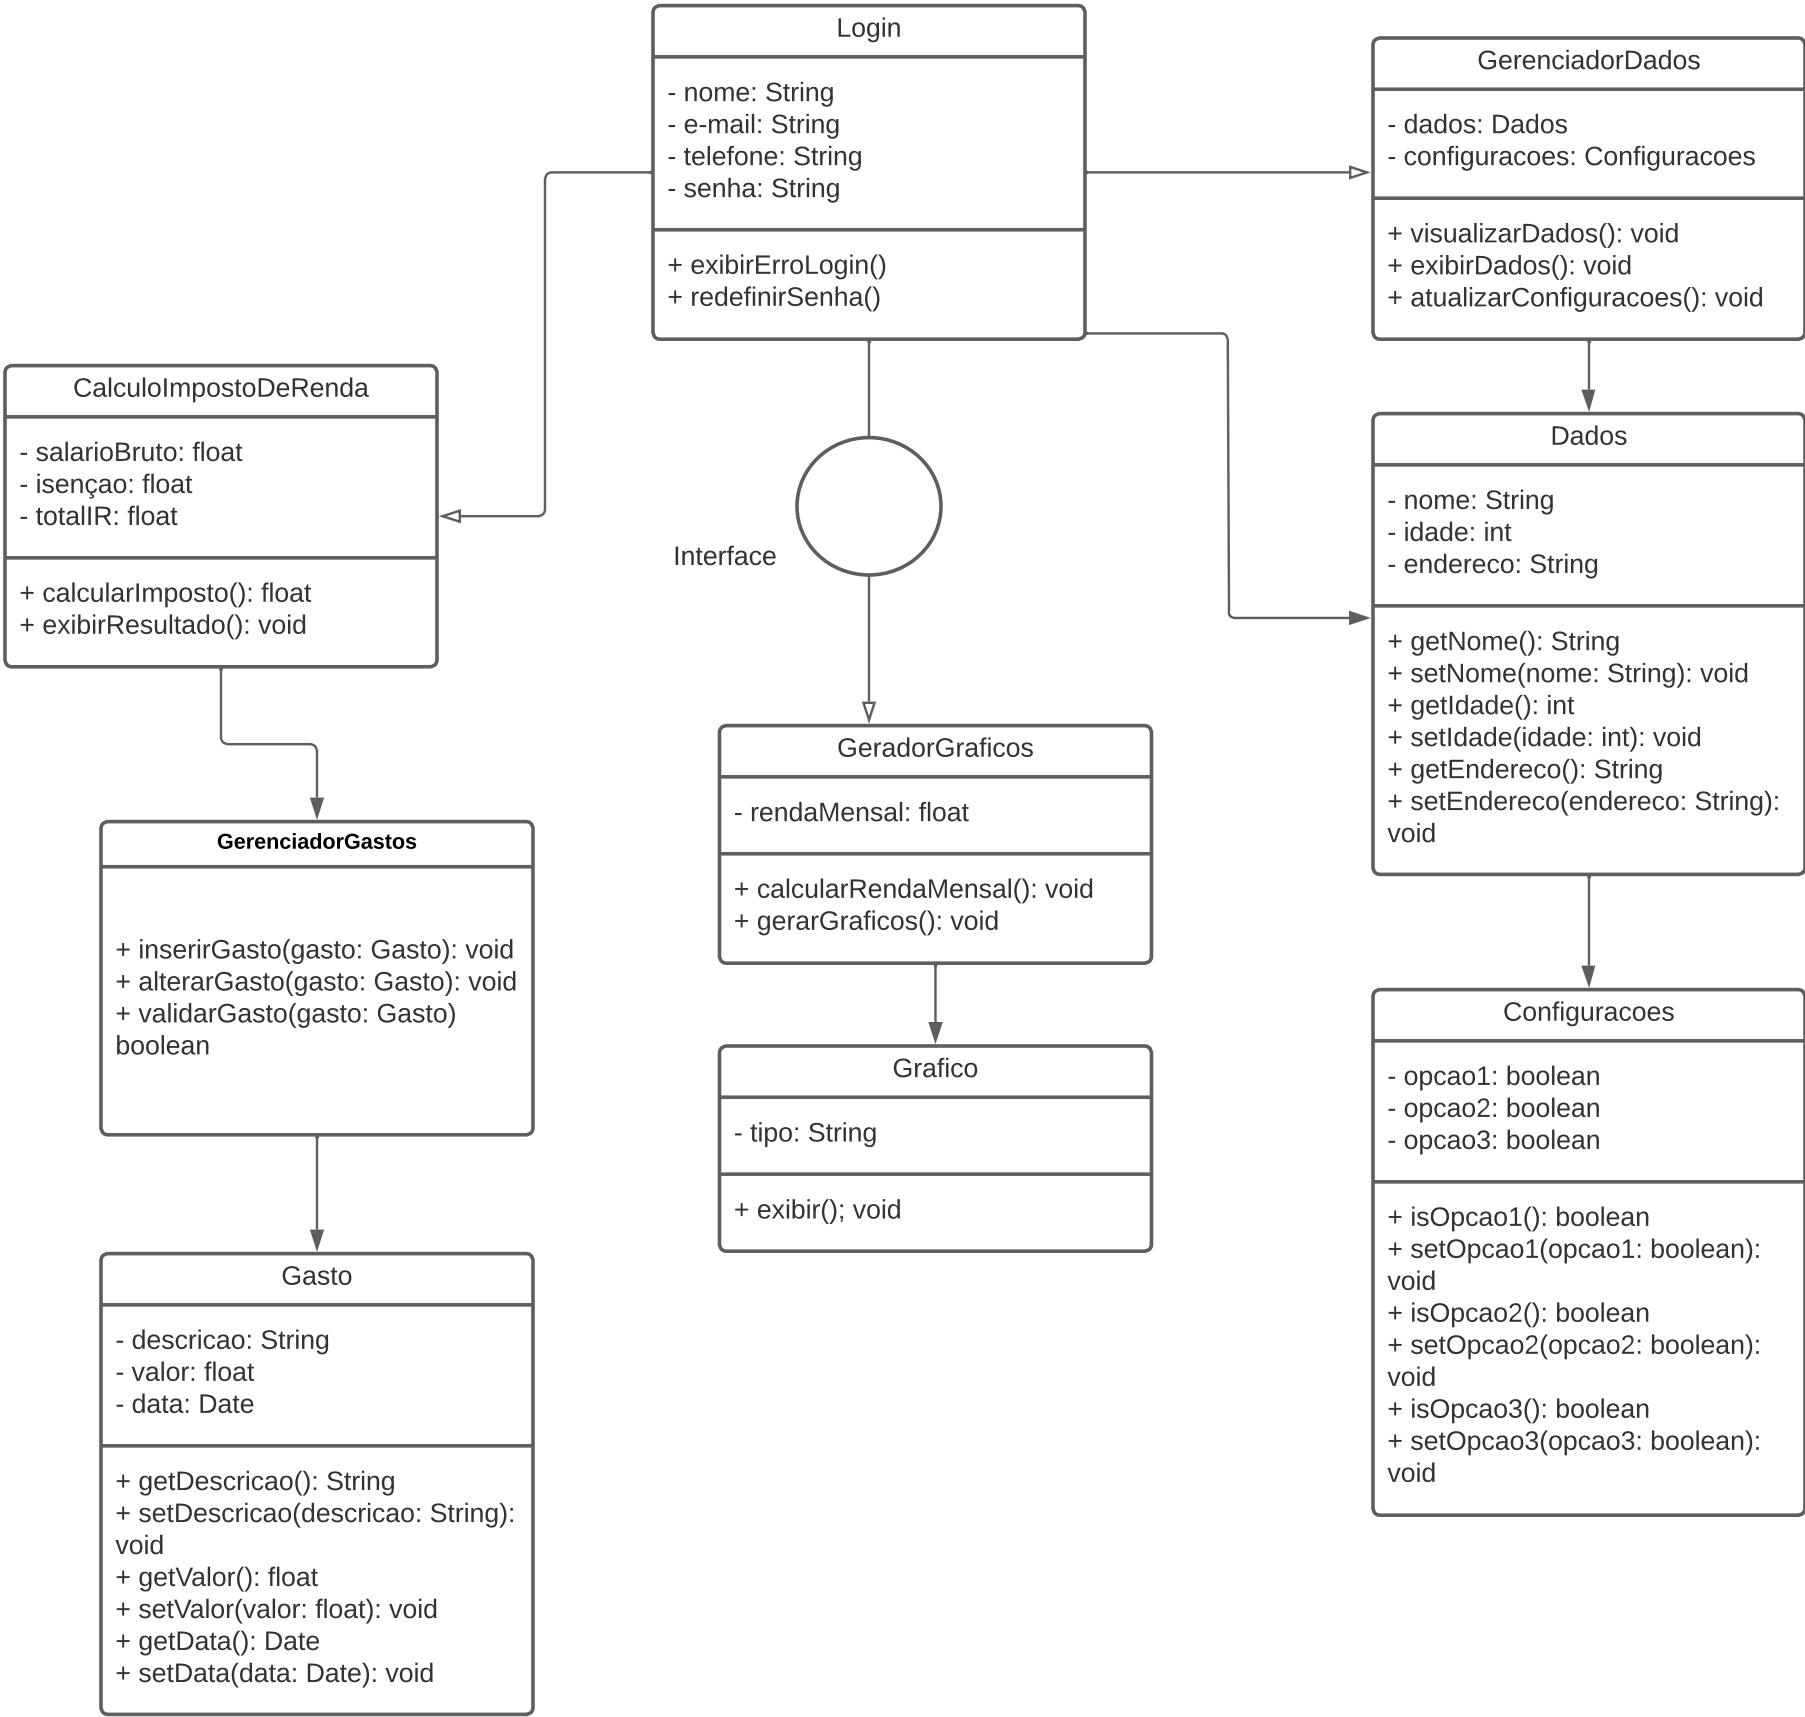 Login
- nome: String
- e-mail: String
- telefone: String
- senha: String
+ exibirErroLogin()
+ redefinirSenha()
GerenciadorDados
- dados: Dados
- configuracoes: Configuracoes
+ visualizarDados(): void
+ exibirDados(): void
+ atualizarConfiguracoes(): void
CalculoImpostoDeRenda
- salarioBruto: float
- isençao: float
- totalIR: float
+ calcularImposto(): float
+ exibirResultado(): void
Interface
Dados
- nome: String
- idade: int
- endereco: String
+ getNome(): String
+ setNome(nome: String): void
+ getIdade(): int
+ setIdade(idade: int): void
+ getEndereco(): String
+ setEndereco(endereco: String):
void
GerenciadorGastos
+ inserirGasto(gasto: Gasto): void
+ alterarGasto(gasto: Gasto): void
+ validarGasto(gasto: Gasto)
boolean
GeradorGraficos
- rendaMensal: float
+ calcularRendaMensal(): void
+ gerarGraficos(): void
Grafico
- tipo: String
+ exibir(); void
Configuracoes
- opcao1: boolean
- opcao2: boolean
- opcao3: boolean
+ isOpcao1(): boolean
+ setOpcao1(opcao1: boolean):
void
+ isOpcao2(): boolean
+ setOpcao2(opcao2: boolean):
void
+ isOpcao3(): boolean
+ setOpcao3(opcao3: boolean):
void
Gasto
- descricao: String
- valor: float
- data: Date
+ getDescricao(): String
+ setDescricao(descricao: String):
void
+ getValor(): float
+ setValor(valor: float): void
+ getData(): Date
+ setData(data: Date): void